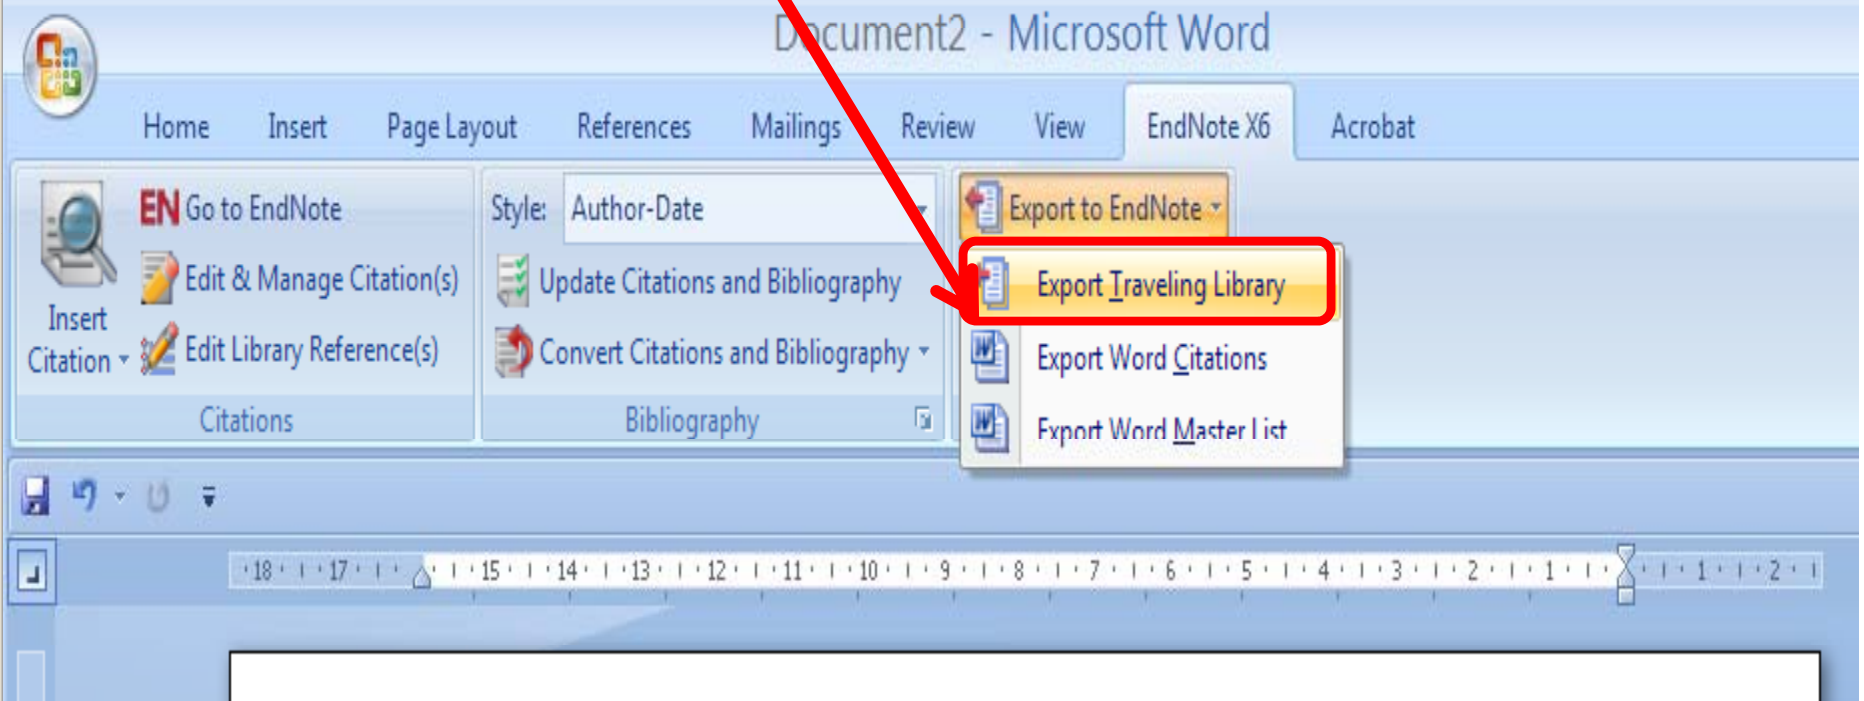 Document2 - Microsoft Word
Home Insert Page Layout References Mailings Review View EndNote X6 Acrobat
EN Go to EndNote
Edit & Manage Citation(s)
Edit Library Reference(s)
Insert
Citation
Citations
Style: Author-Date
Update Citations and Bibliography
Convert Citations and Bibliography
Bibliography
Export to EndNote
Export Traveling Library
Export Word Citations
Export Word Master List
18 17 15 14 13 12 11 10 9 8 7 6 5 4 3 2 1 1 2